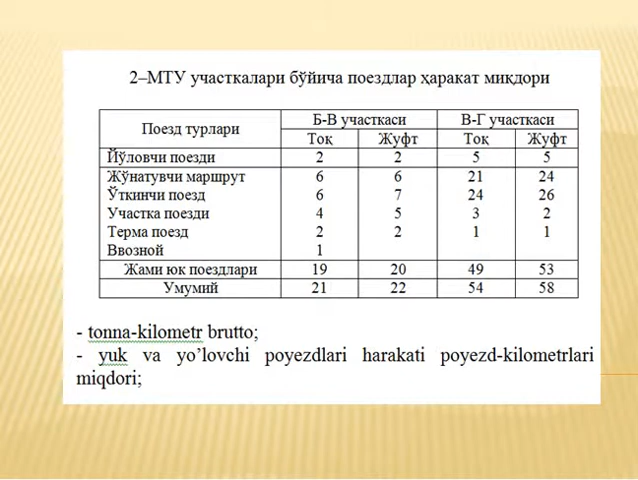 2–МТУ участкалари бўйича поездлар ҳаракат миқдори
Поезд турлари Б-В участкаси В-Г участкаси
Тоқ Жуфт Тоқ Жуфт
Йўловчи поезди 2 2 5 5
Жўнатувчи маршрут 6 6 21 24
Ўткинчи поезд 6 7 24 26
Участка поезди 4 5 3 2
Терма поезд 2 2 1 1
Ввозной 1
Жами юк поездлари 19 20 49 53
Умумий 21 22 54 58
- tonna-kilometr brutto;
- yuk va yo’lovchi poyezdlari harakati poyezd-kilometrlari
miqdori;